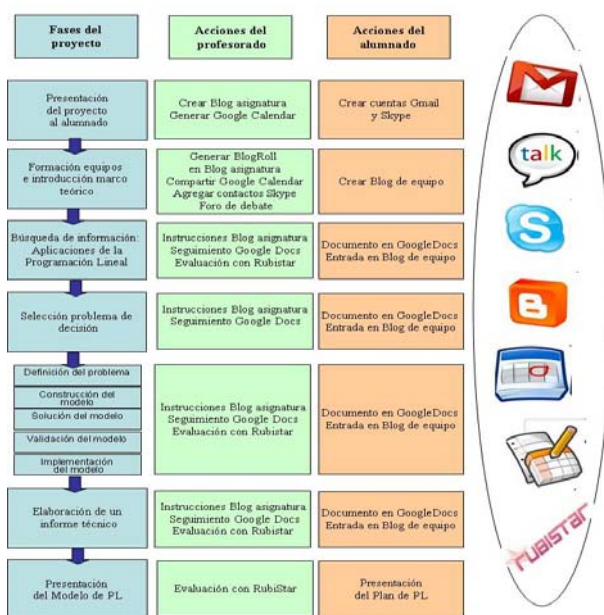 Fases del
proyecto
Acciones del
profesorado
Acciones del
alumnado
Presentación
del proyecto
al alumnado
Crear Blog asignatura
Generar Google Calendar
Crear cuentas Gmail
y Skype
Formación equipos
e introducción marco
teórico
Generar BlogRoll
en Blog asignatura
Compartir Google Calendar
Agregar contactos Skype
Foro de debate
Crear Blog de equipo
Búsqueda de información:
Aplicaciones de la
Programación Lineal
Instrucciones Blog asignatura
Seguimiento Google Docs
Evaluación con Rubistar
Documento en GoogleDocs
Entrada en Blog de equipo
Selección problema de
decisión
Instrucciones Blog asignatura
Seguimiento Google Docs
Documento en GoogleDocs
Entrada en Blog de equipo
Definición del problema
Construcción del
modelo
Solución del modelo
Validación del modelo
Implementación
del modelo
Instrucciones Blog asignatura
Seguimiento Google Docs
Evaluación con Rubistar
Documento en GoogleDocs
Entrada en Blog de equipo
Elaboración de un
informe técnico
Instrucciones Blog asignatura
Seguimiento Google Docs
Evaluación con Rubistar
Documento en GoogleDocs
Entrada en Blog de equipo
Presentación
del Modelo de PL
Evaluación con RubiStar
Presentación
del Plan de PL
talk
S
B
RUBISTAR